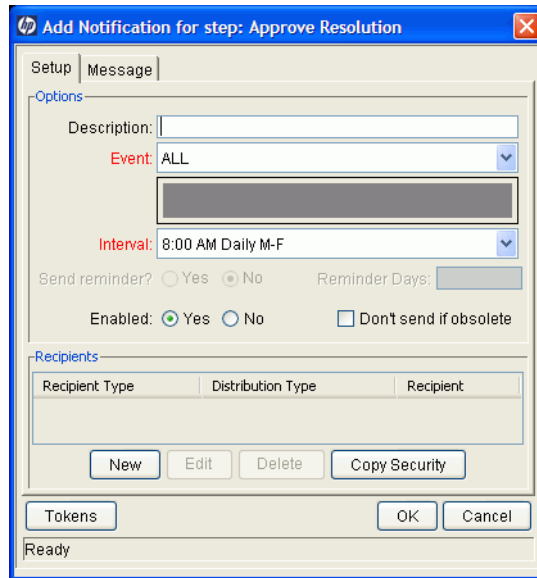 hp Add Notification for step: Approve Resolution
Setup Message
Options
Description:
Event: ALL
Interval: 8:00 AM Daily M-F
Send reminder? Yes No Reminder Days:
Enabled: Yes No Don't send if obsolete
Recipients
Recipient Type Distribution Type Recipient
New Edit Delete Copy Security
Tokens OK Cancel
Ready